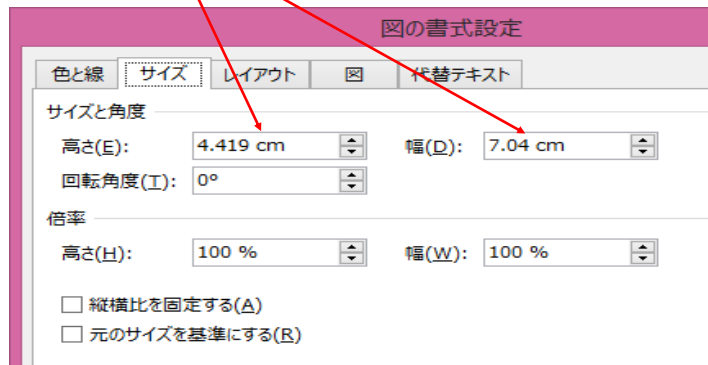 図の書式設定
色と線 サイズ レイアウト 図 代替テキスト
サイズと角度
高さ(E): 4.419 cm 幅(D): 7.04 cm
回転角度(T): 0°
倍率
高さ(H): 100 % 幅(W): 100 %
縦横比を固定する(A)
元のサイズを基準にする(R)